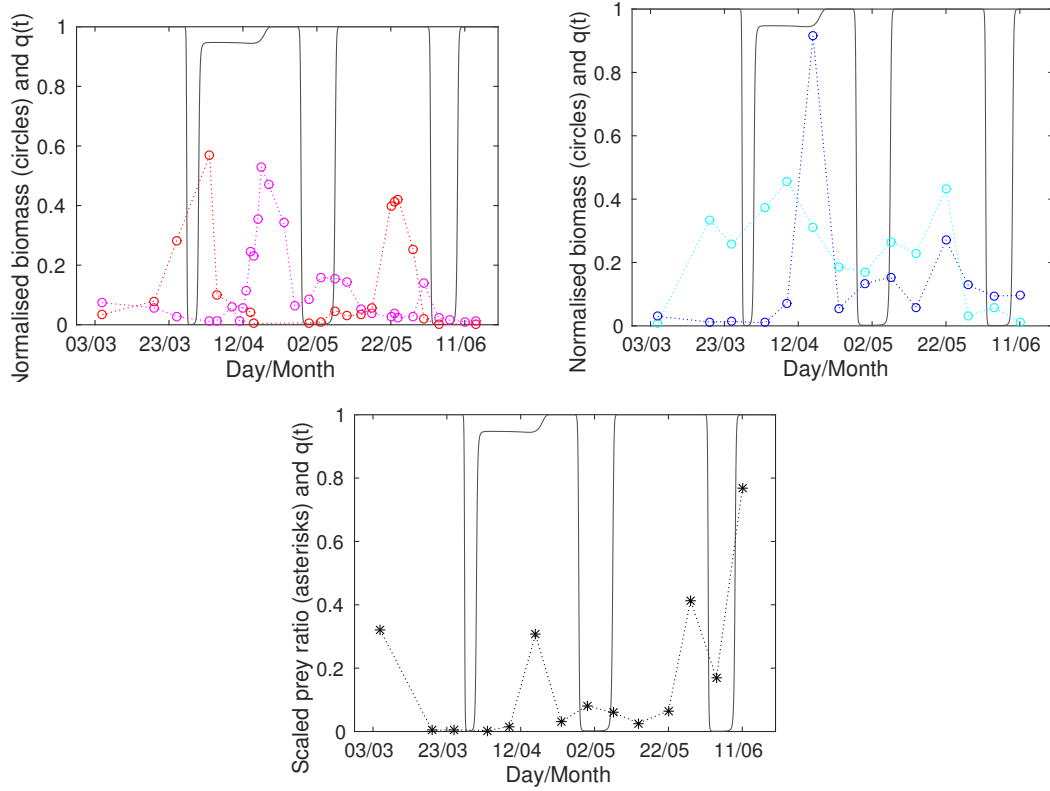 Normalised biomass (circles) and q(t)
1
0.8
0.6
0.4
0.2
0
03/03 23/03 12/04 02/05 22/05 11/06
Day/Month
Normalised biomass (circles) and q(t)
1
0.8
0.6
0.4
0.2
0
03/03 23/03 12/04 02/05 22/05 11/06
Day/Month
Scaled prey ratio (asterisks) and q(t)
1
0.8
0.6
0.4
0.2
0
03/03 23/03 12/04 02/05 22/05 11/06
Day/Month